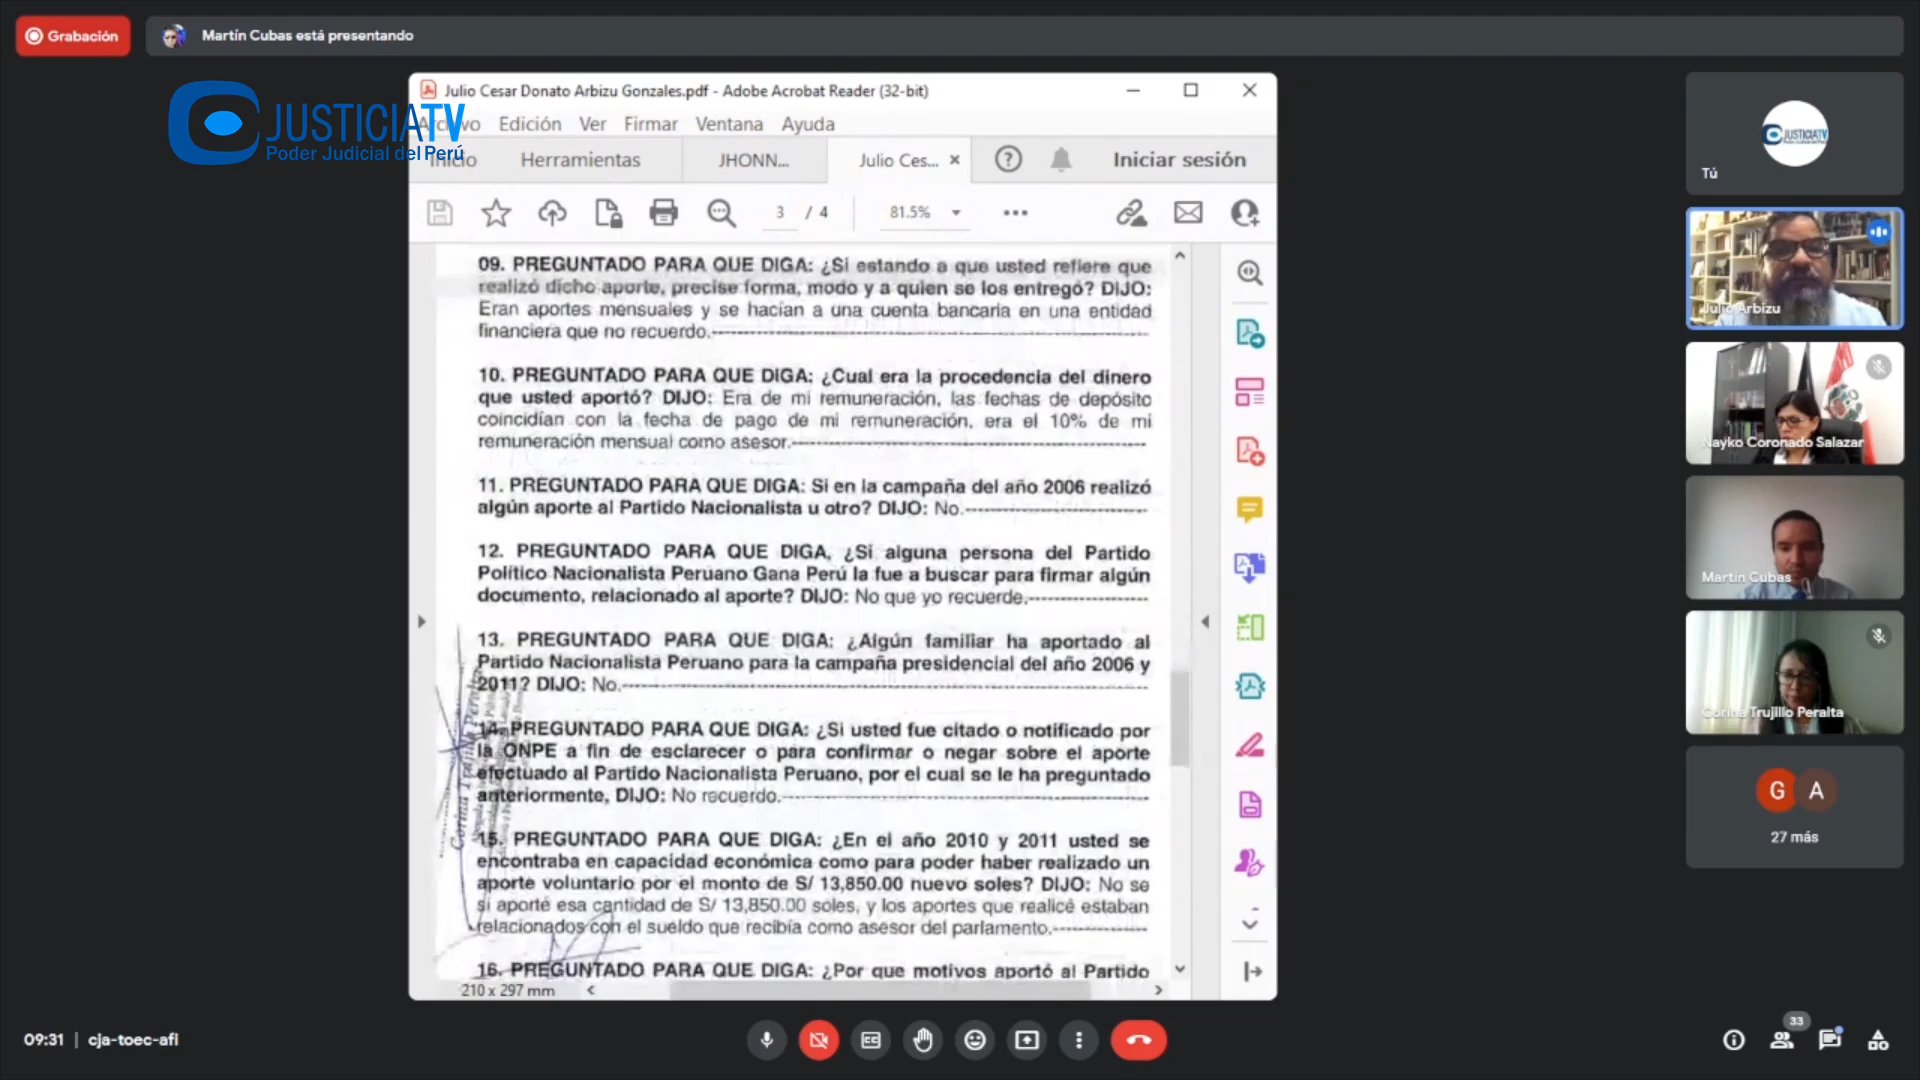 Grabación
Martín Cubas está presentando
JUSTICIATV
Poder Judicial del Perú
Julio Cesar Donato Arbizu Gonzales.pdf - Adobe Acrobat Reader (32-bit)
Edición Ver Firmar Ventana Ayuda
Inicio Herramientas JHONN... Julio Ces... Iniciar sesión
3 / 4 81.5%
09. PREGUNTADO PARA QUE DIGA: ¿Si estando a que usted refiere que
realizó dicho aporte, precise forma, modo y a quien se los entregó? DIJO:
Eran aportes mensuales y se hacían a una cuenta bancaria en una entidad
financiera que no recuerdo.
10. PREGUNTADO PARA QUE DIGA: ¿Cual era la procedencia del dinero
que usted aportó? DIJO: Era de mi remuneración, las fechas de depósito
coincidían con la fecha de pago de mi remuneración, era el 10% de mi
remuneración mensual como asesor.
11. PREGUNTADO PARA QUE DIGA: Si en la campaña del año 2006 realizó
algún aporte al Partido Nacionalista u otro? DIJO: No.
12. PREGUNTADO PARA QUE DIGA, ¿Si alguna persona del Partido
Político Nacionalista Peruano Gana Perú la fue a buscar para firmar algún
documento, relacionado al aporte? DIJO: No que yo recuerde.
13. PREGUNTADO PARA QUE DIGA: ¿Algún familiar ha aportado al
Partido Nacionalista Peruano para la campaña presidencial del año 2006 y
2011? DIJO: No.
14. PREGUNTADO PARA QUE DIGA: ¿Si usted fue citado o notificado por
la ONPE a fin de esclarecer o para confirmar o negar sobre el aporte
efectuado al Partido Nacionalista Peruano, por el cual se le ha preguntado
anteriormente, DIJO: No recuerdo.
15. PREGUNTADO PARA QUE DIGA: ¿En el año 2010 y 2011 usted se
encontraba en capacidad económica como para poder haber realizado un
aporte voluntario por el monto de S/ 13,850.00 nuevo soles? DIJO: No se
si aporté esa cantidad de S/ 13,850.00 soles, y los aportes que realicé estaban
relacionados con el sueldo que recibía como asesor del parlamento.
16. PREGUNTADO PARA QUE DIGA: ¿Por que motivos aportó al Partido
Corina Trujillo Peralta
210 x 297 mm
JUSTICIATV
Tú
Julio Arbizu
Nayko Coronado Salazar
Martín Cubas
Corina Trujillo Peralta
G A
27 más
09:31 | cja-toec-afi
33